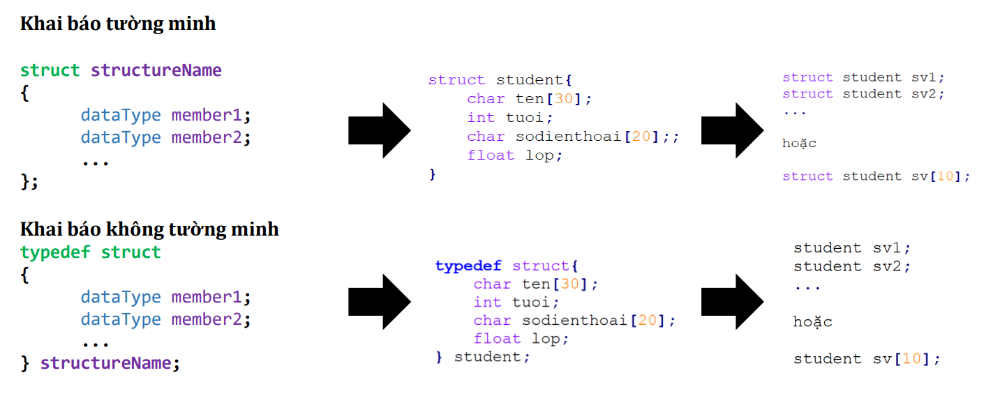 Khai báo tường minh
struct structureName
{
dataType member1;
dataType member2;
...
};
struct student{
char ten[30];
int tuoi;
char sodienthoai[20];;
float lop;
}
struct student sv1;
struct student sv2;
...
hoặc
struct student sv[10];
Khai báo không tường minh
typedef struct
{
dataType member1;
dataType member2;
...
} structureName;
typedef struct{
char ten[30];
int tuoi;
char sodienthoai[20];
float lop;
} student;
student sv1;
student sv2;
...
hoặc
student sv[10];